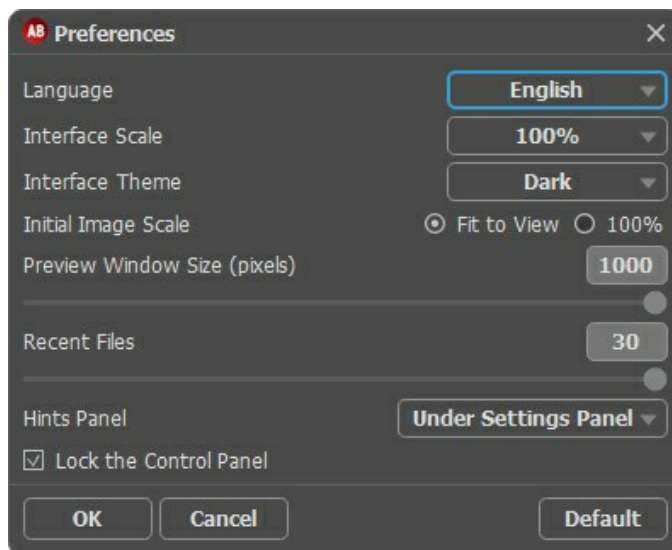 AB Preferences
Language English
Interface Scale 100%
Interface Theme Dark
Initial Image Scale Fit to View 100%
Preview Window Size (pixels) 1000
Recent Files 30
Hints Panel Under Settings Panel
Lock the Control Panel
OK Cancel Default